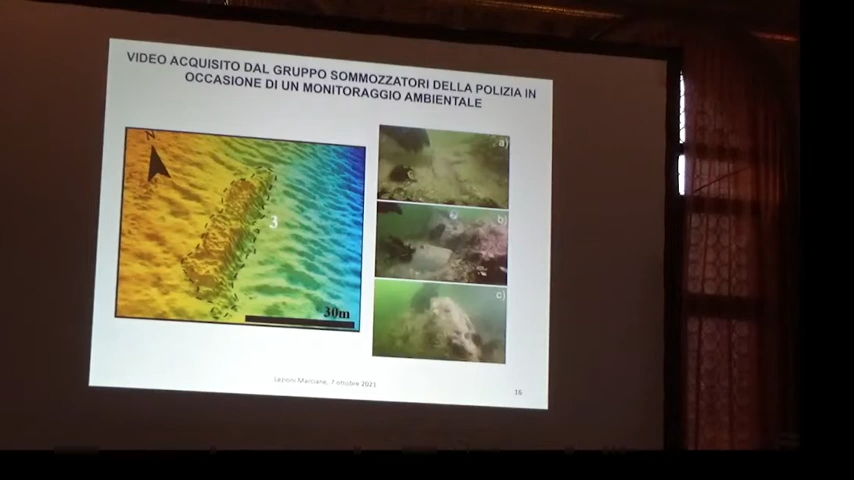 VIDEO ACQUISITO DAL GRUPPO SOMMOZZATORI DELLA POLIZIA IN
OCCASIONE DI UN MONITORAGGIO AMBIENTALE
N
3
30m
a)
b)
c)
Lezioni Marciane, 7 ottobre 2021
16